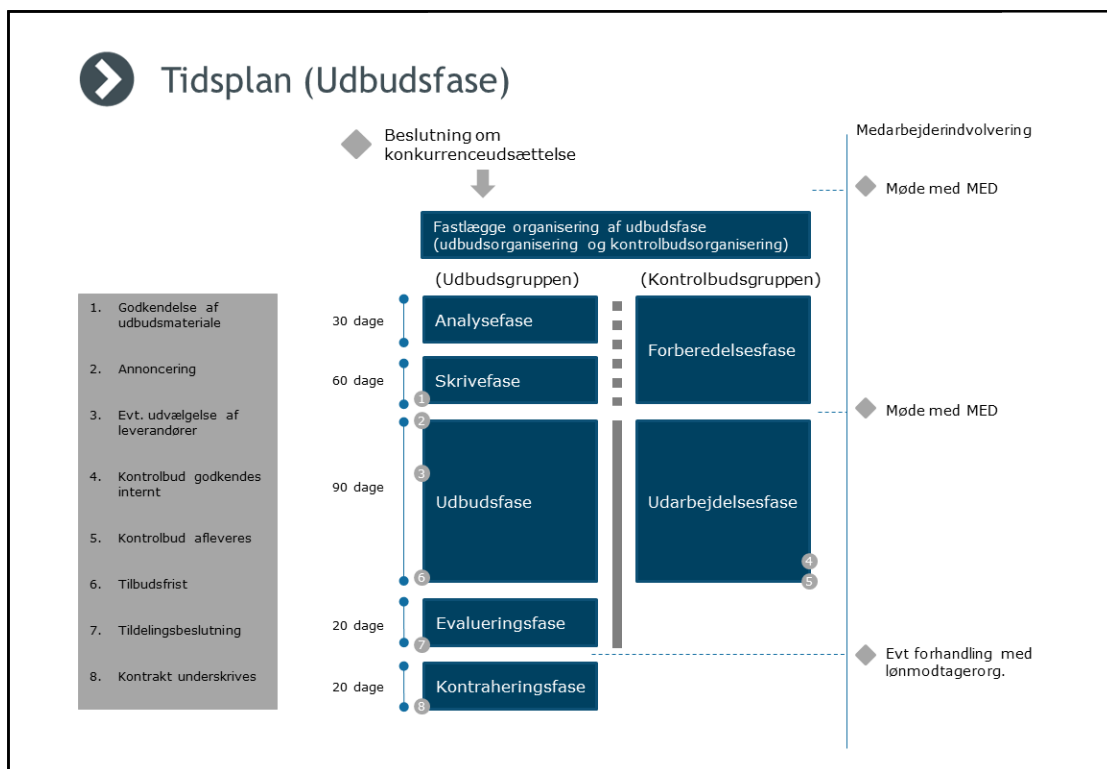 Tidsplan (Udbudsfase)
Beslutning om
konkurrenceudsættelse
Medarbejderindvolvering
Møde med MED
Fastlægge organisering af udbudsfase
(udbudsorganisering og kontrolbudsorganisering)
(Udbudsgruppen)
(Kontrolbudsgruppen)
1. Godkendelse af
udbudsmateriale
2. Annoncering
3. Evt. udvælgelse af
leverandører
4. Kontrolbud godkendes
internt
5. Kontrolbud afleveres
6. Tilbudsfrist
7. Tildelingsbeslutning
8. Kontrakt underskrives
30 dage
Analysefase
60 dage
Skrivefase
1
Forberedelsesfase
Møde med MED
2
3
90 dage
Udbudsfase
6
Udarbejdelsesfase
4
5
20 dage
Evalueringsfase
7
Evt forhandling med
lønmodtagerorg.
20 dage
Kontraheringsfase
8